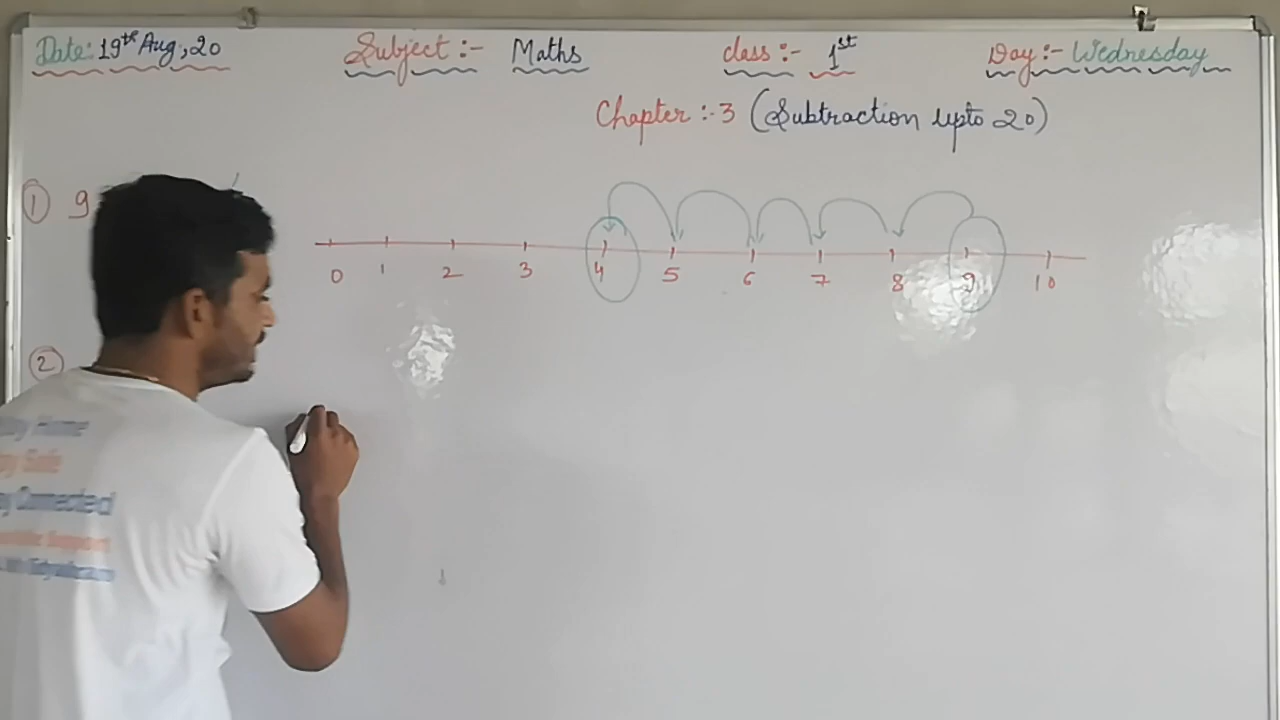 Date: 19th Aug, 20 Subject :- Maths class :- 1st Day :- Wednesday
Chapter :- 3 (Subtraction upto 20)
1 9
0 1 2 3 4 5 6 7 8 9 10
2
Connected